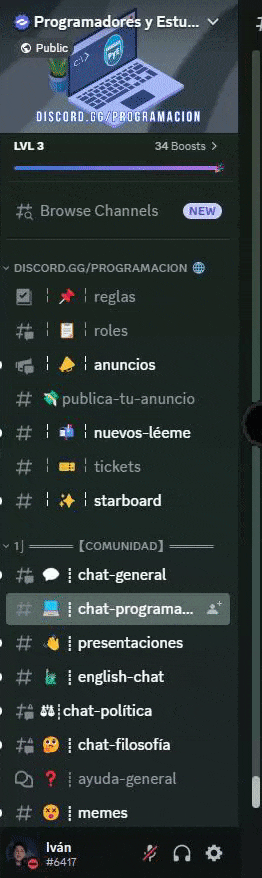 Programadores y Estu...
Public
c:\>
PyE
DISCORD.GG/PROGRAMACION
LVL 3
34 Boosts
Browse Channels
NEW
DISCORD.GG/PROGRAMACION
reglas
roles
anuncios
publica-tu-anuncio
nuevos-léeme
tickets
starboard
1⌋ ═════【COMUNIDAD】═════
chat-general
chat-programa...
presentaciones
english-chat
chat-política
chat-filosofía
ayuda-general
memes
Iván
#6417